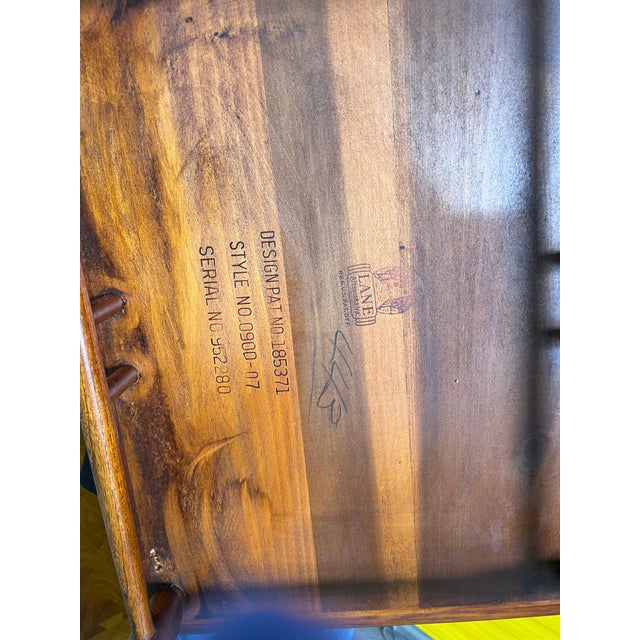 LANE
DESIGN PAT. NO. 185371
STYLE NO. 0900-07
SERIAL NO. 952280